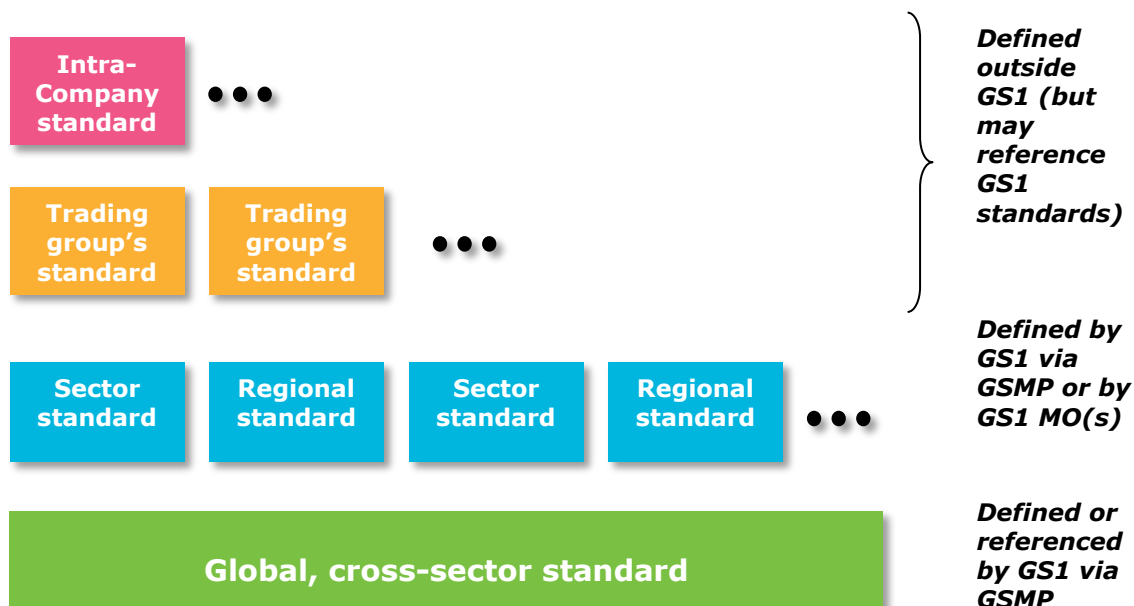 Intra-
Company
standard
Defined
outside
GS1 (but
may
reference
GS1
standards)
Trading
group’s
standard
Trading
group’s
standard
Sector
standard
Regional
standard
Sector
standard
Regional
standard
Defined by
GS1 via
GSMP or by
GS1 MO(s)
Global, cross-sector standard
Defined or
referenced
by GS1 via
GSMP